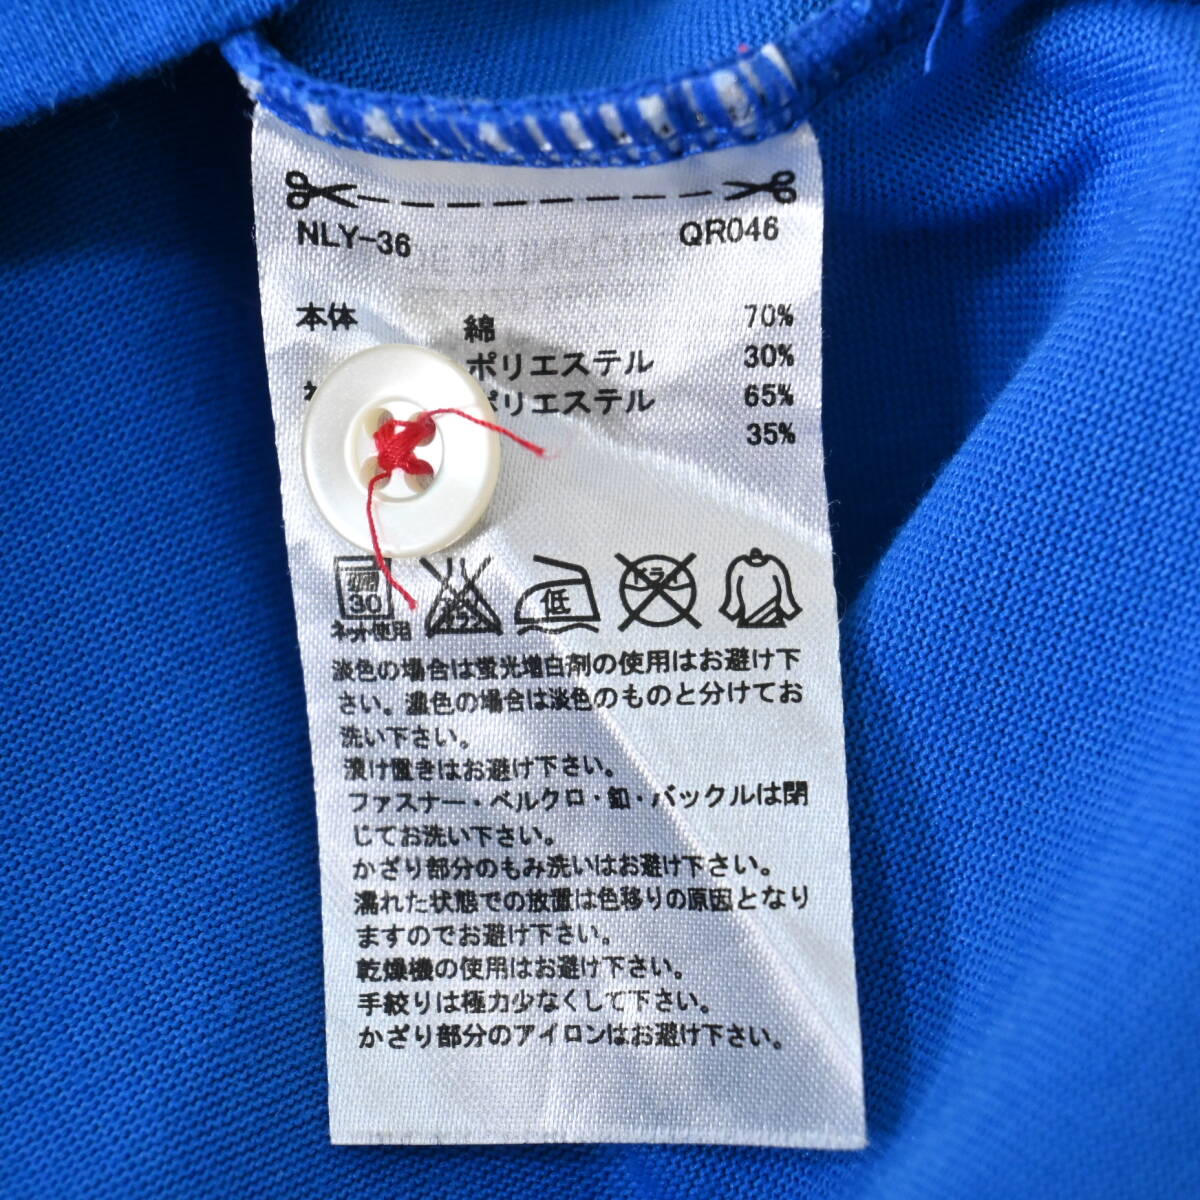 NLY-36 QR046
本体 綿 70%
ポリエステル 30%
ポリエステル 65%
35%
30 低 ドライ
ネット使用
淡色の場合は蛍光増白剤の使用はお避け下
さい。濃色の場合は淡色のものと分けてお
洗い下さい。
漬け置きはお避け下さい。
ファスナー・ベルクロ・釦・バックルは閉
じてお洗い下さい。
かざり部分のもみ洗いはお避け下さい。
濡れた状態での放置は色移りの原因となり
ますのでお避け下さい。
乾燥機の使用はお避け下さい。
手絞りは極力少なくして下さい。
かざり部分のアイロンはお避け下さい。